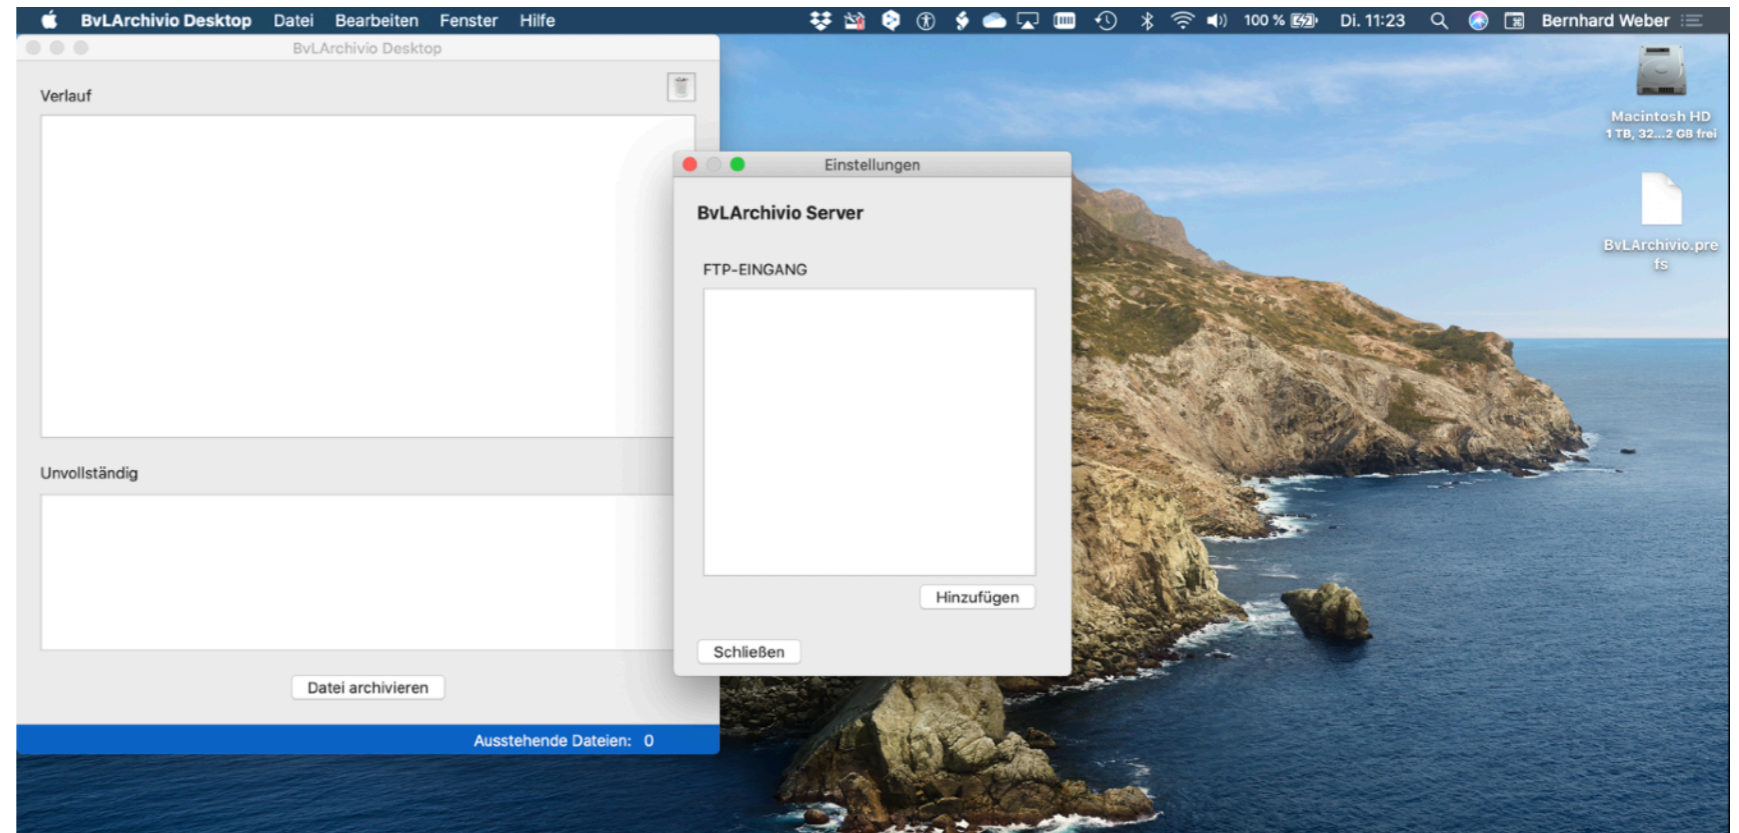 BvLArchivio Desktop Datei Bearbeiten Fenster Hilfe 100 % Di. 11:23 Bernhard Weber
BvLArchivio Desktop
Verlauf
Unvollständig
Datei archivieren
Ausstehende Dateien: 0
Einstellungen
BvLArchivio Server
FTP-EINGANG
Hinzufügen
Schließen
Macintosh HD
1 TB, 32...2 GB frei
BvLArchivio.pre
fs